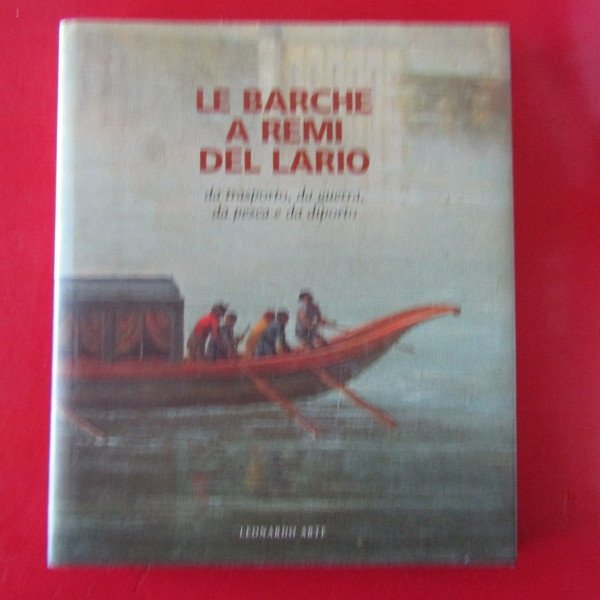 LE BARCHE
A REMI
DEL LARIO
da trasporto, da guerra,
da pesca e da diporto
LEONARDO ARTE